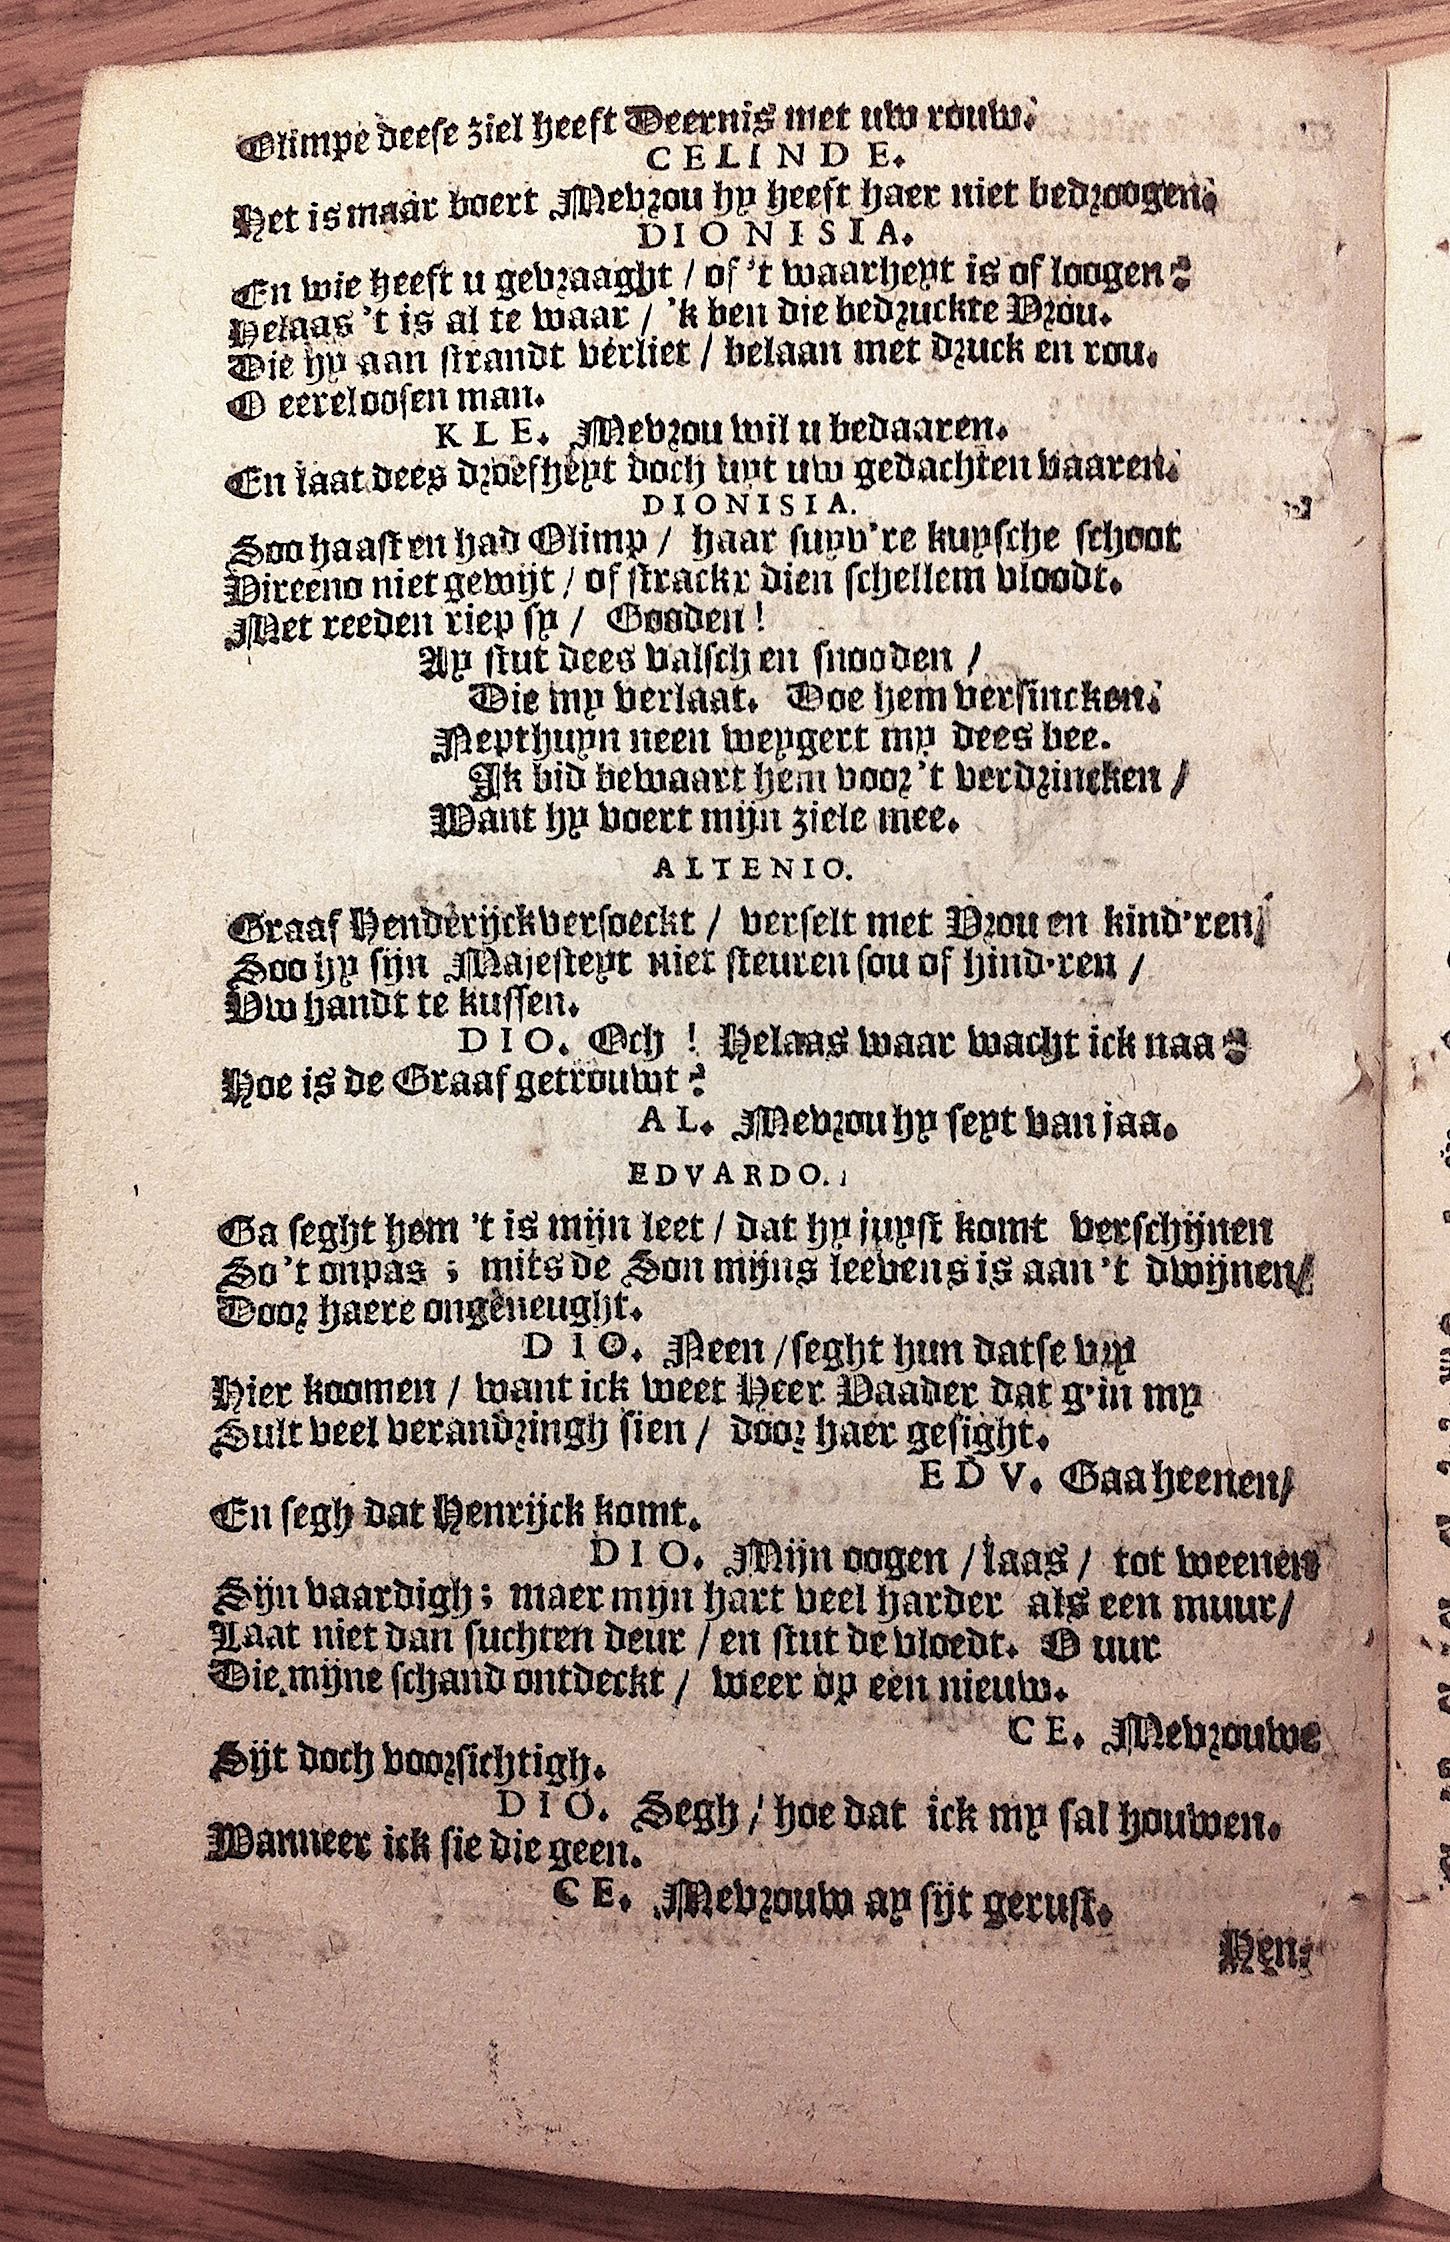 Olimpe deese ziel heeft Deernis met uw rouw.
CELINDE.
Het is maar boert Mevrou hy heeft haer niet bedroogen.
DIONISIA.
En wie heeft u gevraaght / of 't waarheyt is of loogen?
Helaas 't is al te waar / 'k ben die bedruckte Vrou.
Die hy aan strandt verliet / belaan met druck en rou.
O eereloosen man.
KLE. Mevrou wil u bedaaren.
En laat dees droefheyt doch uyt uw gedachten vaaren.
DIONISIA.
Soo haast en had Olimp / haar suyv're kuysche schoot
Vireeno niet gewijt / of strackx dien schellem vloodt.
Met reeden riep sy / Gooden!
Ay stut dees valsch en snooden /
Die my verlaat. Doe hem versincken.
Nepthuyn neen weygert my dees bee.
Ik bid bewaart hem voor 't verdrincken /
Want hy voert mijn ziele mee.
ALTENIO.
Graaf Henderijck versoeckt / verselt met Vrou en kind'ren /
Soo hy sijn Majesteyt niet steuren sou of hind'ren /
Uw handt te kussen.
DIO. Och! Helaas waar wacht ick naa?
Hoe is de Graaf getrouwt?
AL. Mevrou hy seyt van jaa.
EDVARDO.
Ga seght hem 't is mijn leet / dat hy juyst komt verschijnen
So 't onpas; mits de Son mijns leevens is aan 't dwijnen /
Door haere ongeneught.
DIO. Neen / seght hun datse vry
Hier koomen / want ick weet Heer Vaader dat g'in my
Sult veel verandringh sien / door haer gesight.
EDV. Gaa heenen /
En segh dat Henrijck komt.
DIO. Mijn oogen / laas / tot weenen
Sijn vaardigh; maer mijn hart veel harder als een muur /
Laat niet dan suchten deur / en stut de vloedt. O uur
Die mijne schand ontdeckt / weer op een nieuw.
CE. Mevrouwe
Sijt doch voorsichtigh.
DIO. Segh / hoe dat ick my sal houwen.
Wanneer ick sie die geen.
CE. Mevrouw ay sijt gerust.
Hen-